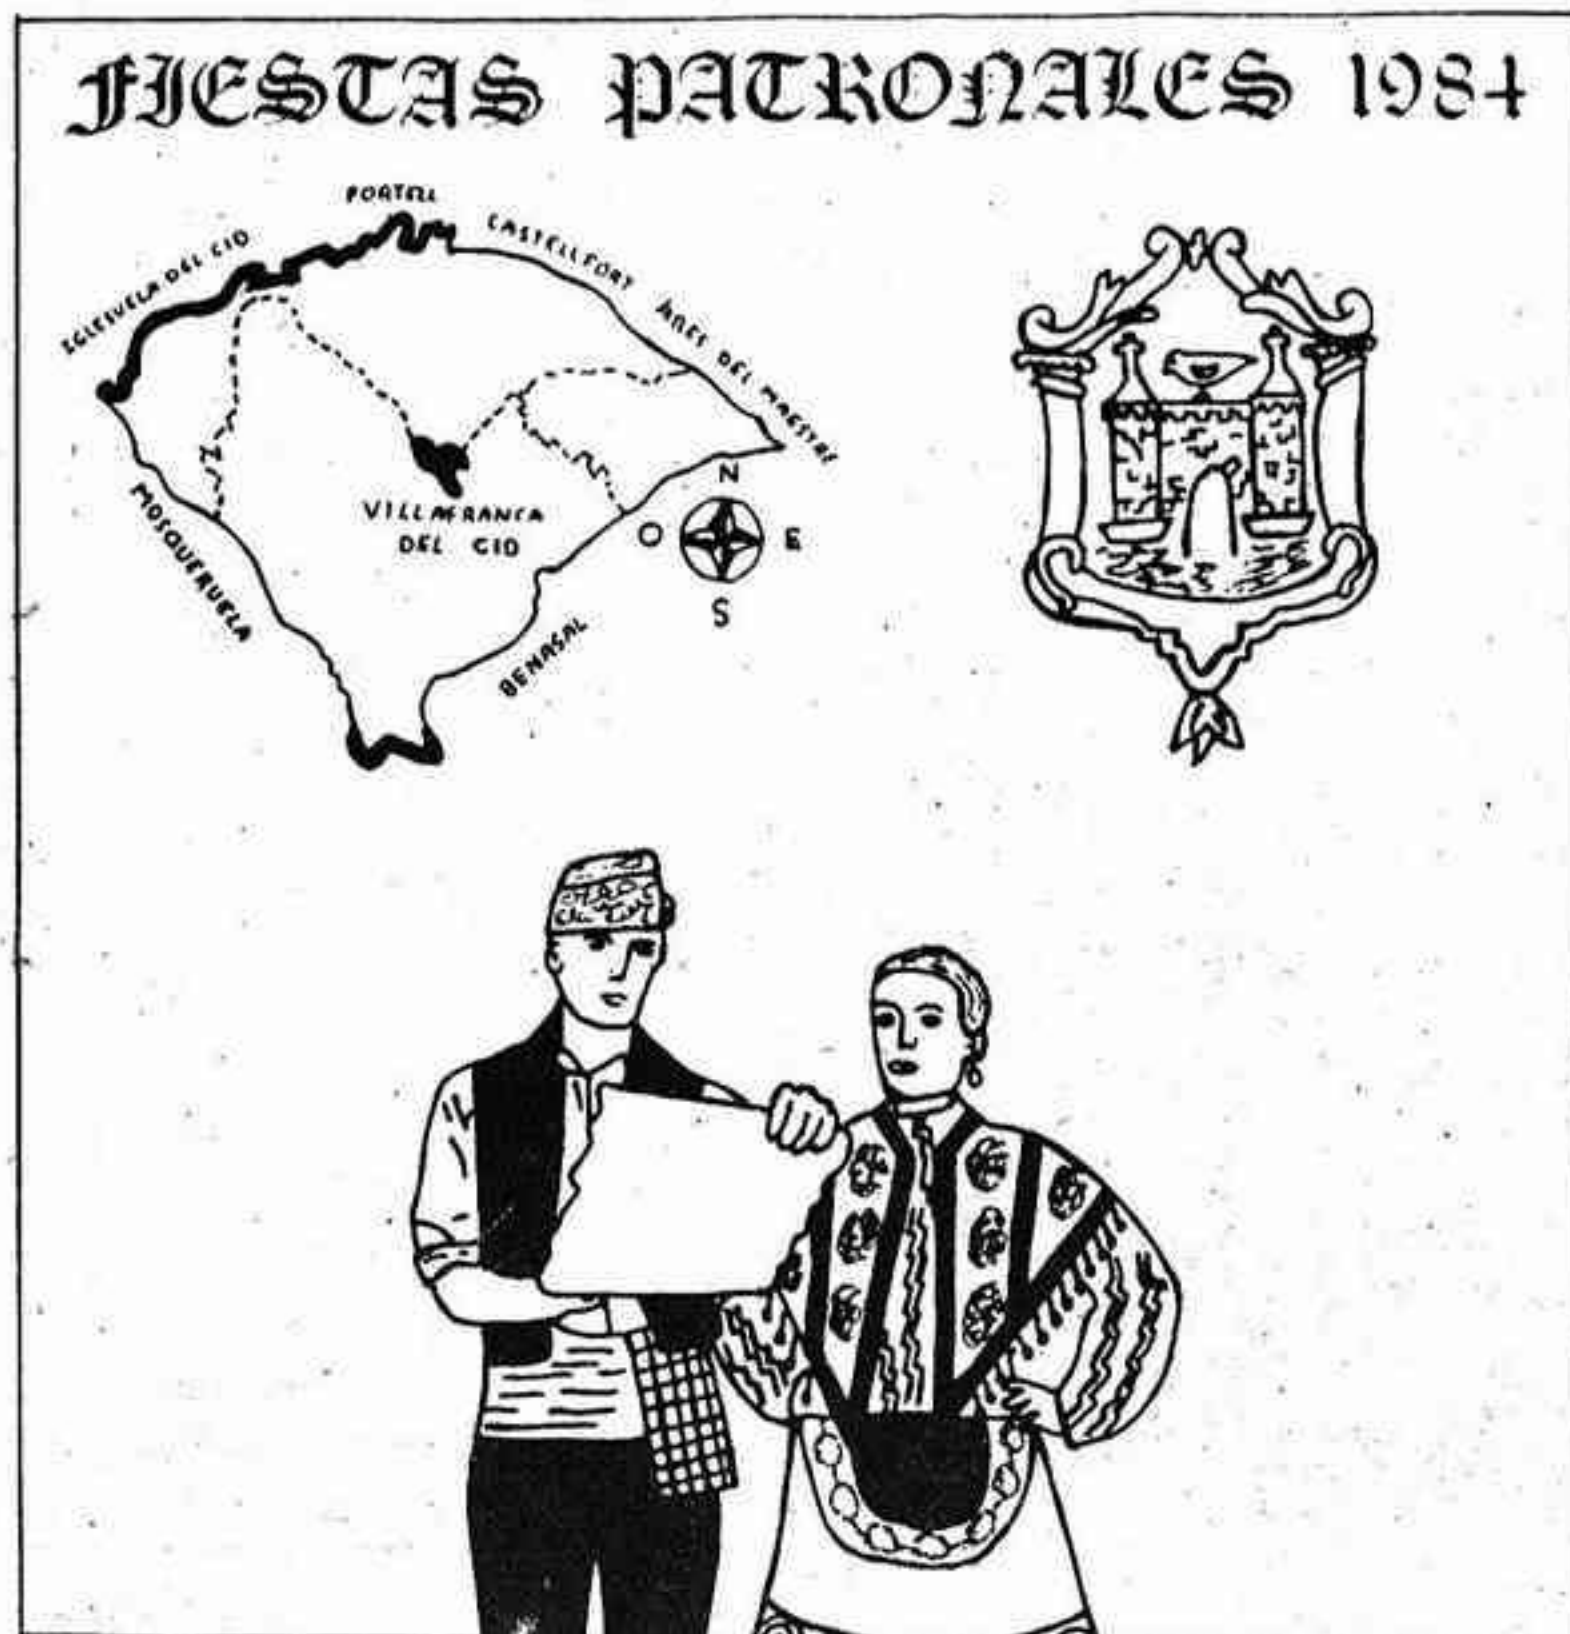 FIESTAS PATRONALES 1984
PORTELL
IGLESUELA DEL CID
CASTELLFORT
ARES DEL MAESTRE
MOSQUERUELA
VILLAFRANCA
DEL CID
BENASAL
N
O
E
S